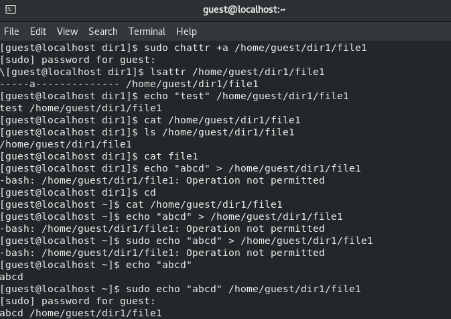 guest@localhost:~
File Edit View Search Terminal Help
[guest@localhost dir1]$ sudo chattr +a /home/guest/dir1/file1
[sudo] password for guest:
\[guest@localhost dir1]$ lsattr /home/guest/dir1/file1
-----a-------------- /home/guest/dir1/file1
[guest@localhost dir1]$ echo "test" /home/guest/dir1/file1
test /home/guest/dir1/file1
[guest@localhost dir1]$ cat /home/guest/dir1/file1
[guest@localhost dir1]$ ls /home/guest/dir1/file1
/home/guest/dir1/file1
[guest@localhost dir1]$ cat file1
[guest@localhost dir1]$ echo "abcd" > /home/guest/dir1/file1
-bash: /home/guest/dir1/file1: Operation not permitted
[guest@localhost dir1]$ cd
[guest@localhost ~]$ cat /home/guest/dir1/file1
[guest@localhost ~]$ echo "abcd" > /home/guest/dir1/file1
-bash: /home/guest/dir1/file1: Operation not permitted
[guest@localhost ~]$ sudo echo "abcd" > /home/guest/dir1/file1
-bash: /home/guest/dir1/file1: Operation not permitted
[guest@localhost ~]$ echo "abcd"
abcd
[guest@localhost ~]$ sudo echo "abcd" /home/guest/dir1/file1
[sudo] password for guest:
abcd /home/guest/dir1/file1